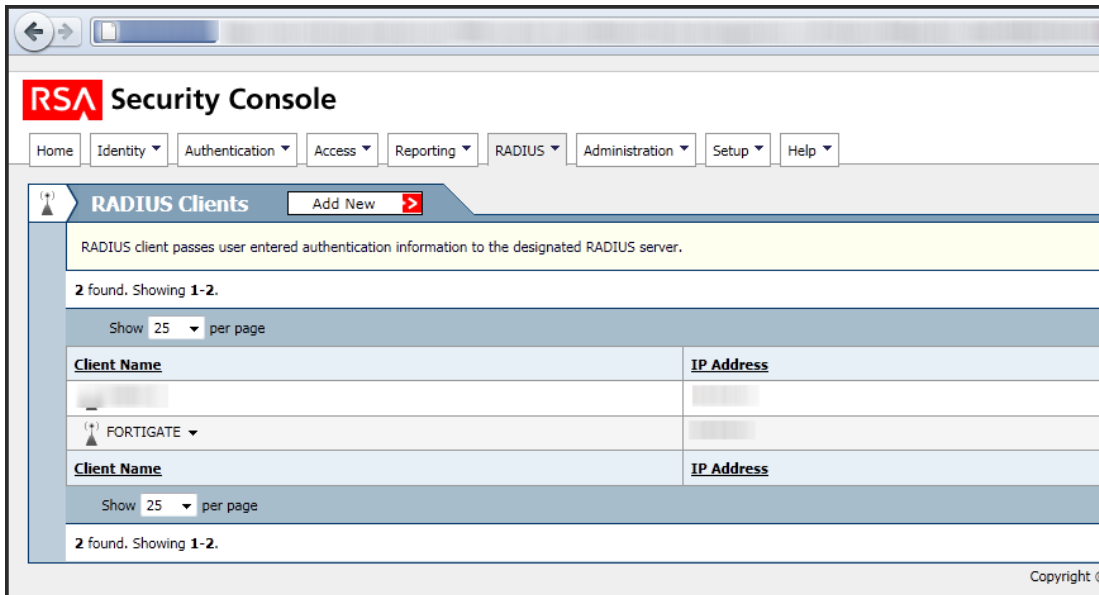 RSA Security Console
Home Identity Authentication Access Reporting RADIUS Administration Setup Help
RADIUS Clients Add New
RADIUS client passes user entered authentication information to the designated RADIUS server.
2 found. Showing 1-2.
Show 25 per page
Client Name IP Address
FORTIGATE
Client Name IP Address
Show 25 per page
2 found. Showing 1-2.
Copyright